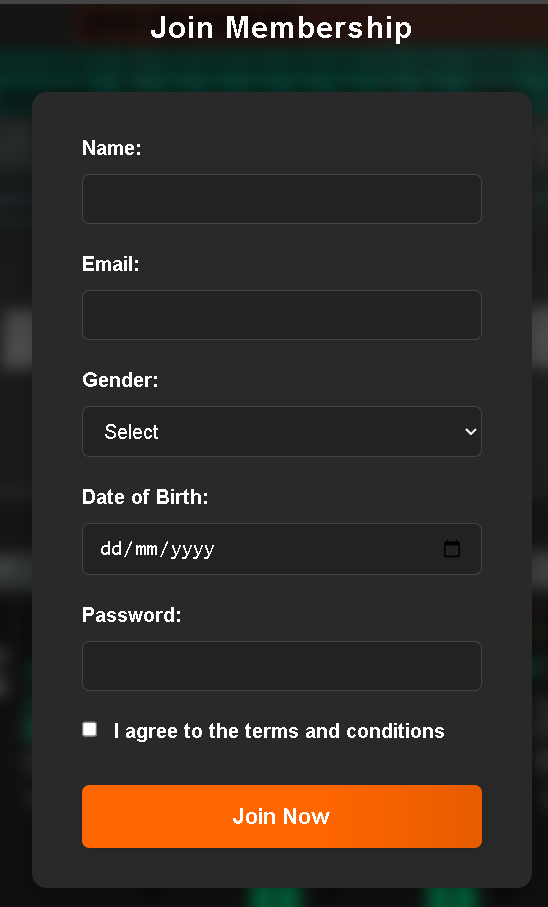 Join Membership
Name:
Email:
Gender:
Select
Date of Birth:
dd/mm/yyyy
Password:
I agree to the terms and conditions
Join Now